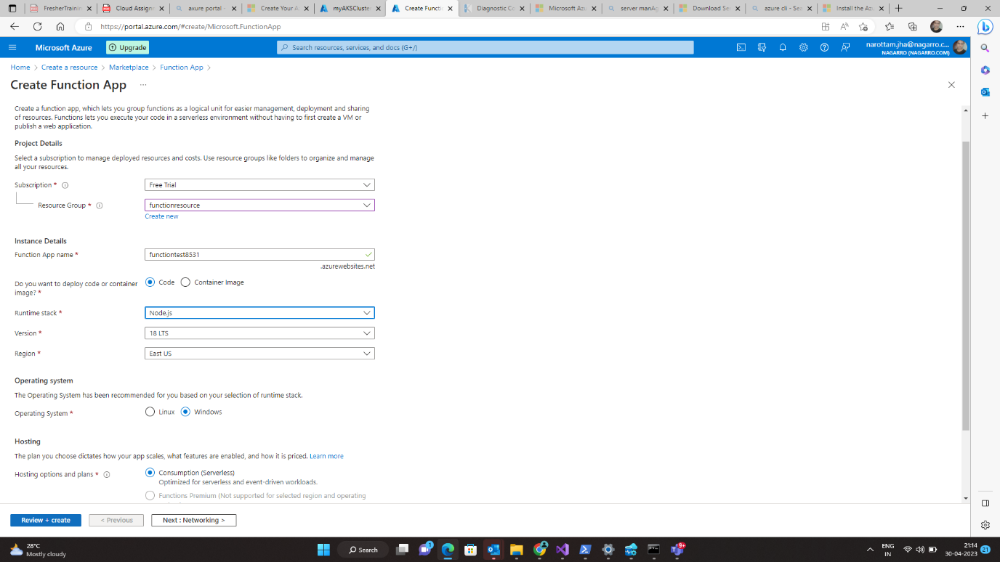 FresherTrainin
Cloud Assignm
axure portal -
Create Your A
myAKSCluster
Create Functi
Diagnostic Co
Microsoft Azu
server manAg
Download Se
azure cli - Sea
Install the Az
https://portal.azure.com/#create/Microsoft.FunctionApp
Microsoft Azure
Upgrade
Search resources, services, and docs (G+/)
narottam.jha@nagarro.c...
NAGARRO (NAGARRO.COM)
Home > Create a resource > Marketplace > Function App >
Create Function App ...
Create a function app, which lets you group functions as a logical unit for easier management, deployment and sharing
of resources. Functions lets you execute your code in a serverless environment without having to first create a VM or
publish a web application.
Project Details
Select a subscription to manage deployed resources and costs. Use resource groups like folders to organize and manage
all your resources.
Subscription *
Free Trial
Resource Group *
functionresource
Create new
Instance Details
Function App name *
functiontest8531
.azurewebsites.net
Do you want to deploy code or container
image? *
Code
Container Image
Runtime stack *
Node.js
Version *
18 LTS
Region *
East US
Operating system
The Operating System has been recommended for you based on your selection of runtime stack.
Operating System *
Linux
Windows
Hosting
The plan you choose dictates how your app scales, what features are enabled, and how it is priced. Learn more
Hosting options and plans *
Consumption (Serverless)
Optimized for serverless and event-driven workloads.
Functions Premium (Not supported for selected region and operating
Review + create
< Previous
Next : Networking >
28°C
Mostly cloudy
Search
1
9+
ENG
IN
21:14
30-04-2023
21